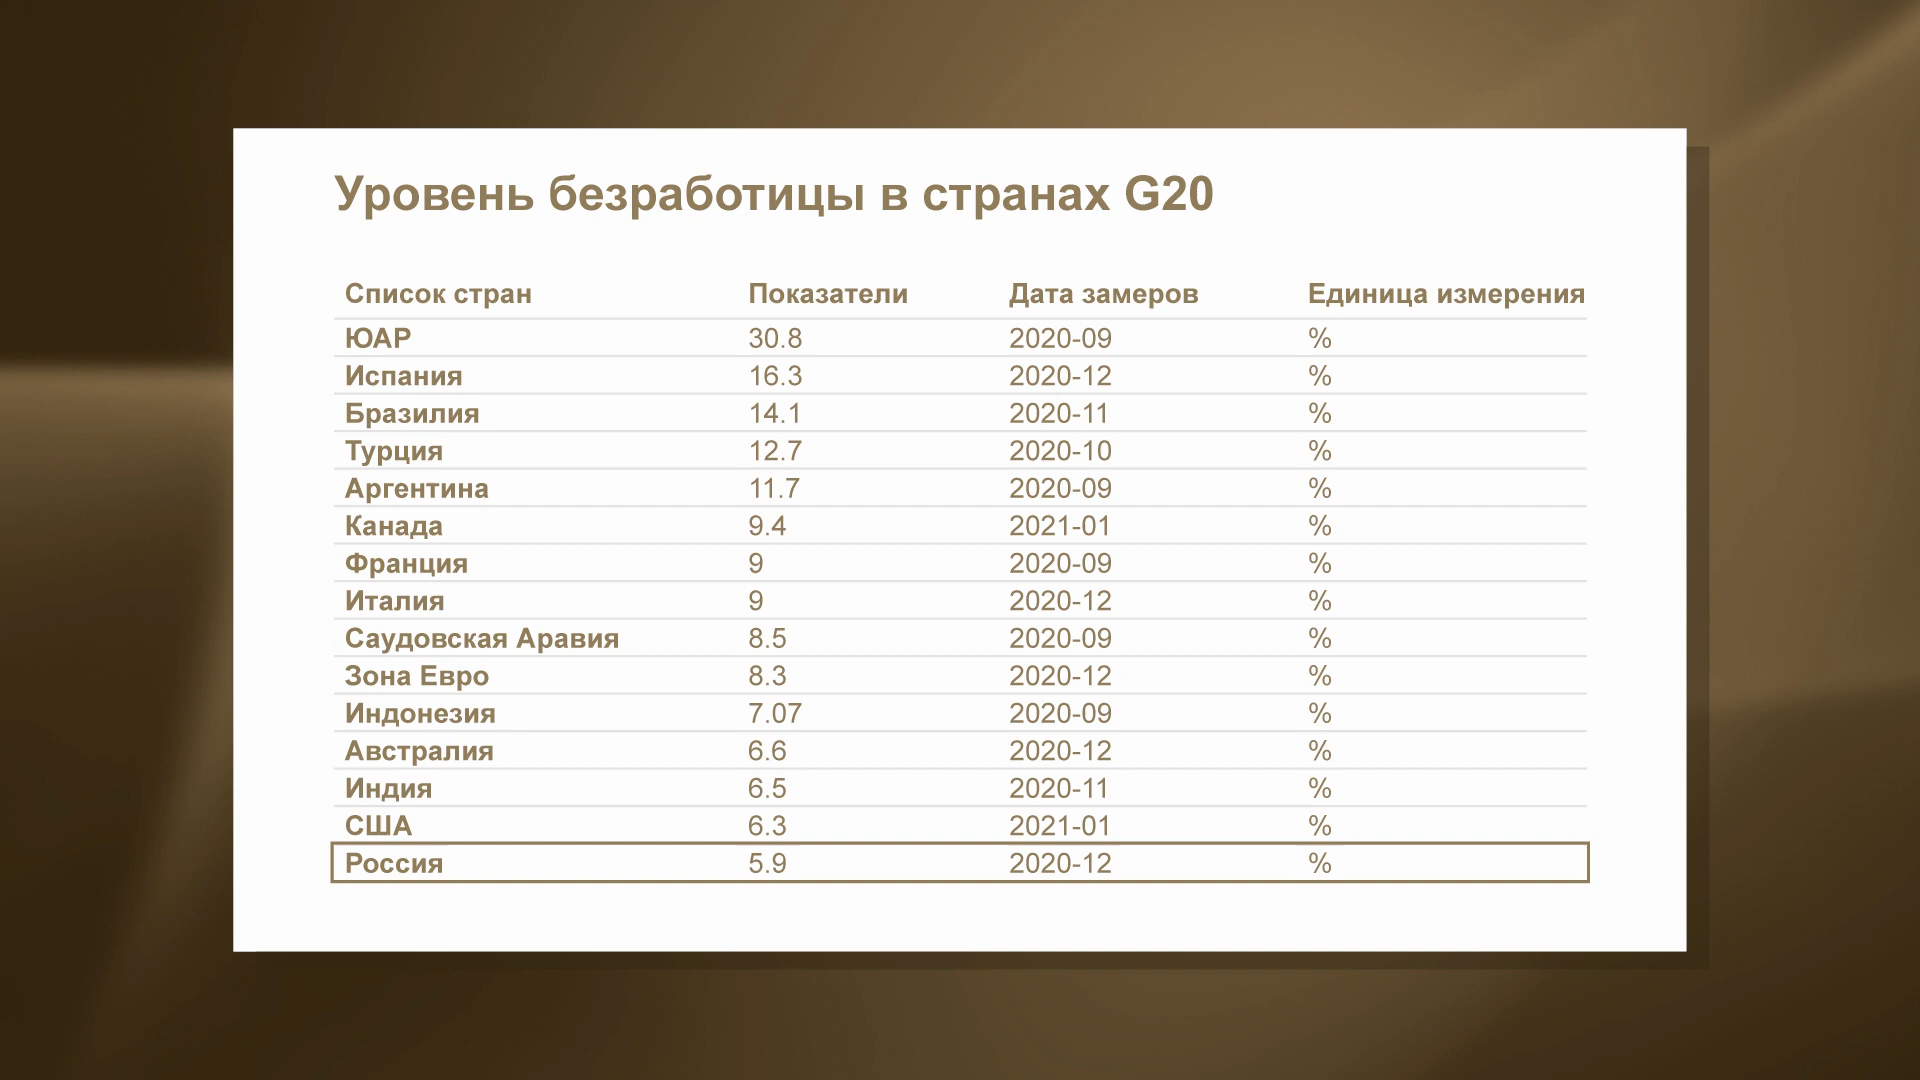 Уровень безработицы в странах G20
Список стран Показатели Дата замеров Единица измерения
ЮАР 30.8 2020-09 %
Испания 16.3 2020-12 %
Бразилия 14.1 2020-11 %
Турция 12.7 2020-10 %
Аргентина 11.7 2020-09 %
Канада 9.4 2021-01 %
Франция 9 2020-09 %
Италия 9 2020-12 %
Саудовская Аравия 8.5 2020-09 %
Зона Евро 8.3 2020-12 %
Индонезия 7.07 2020-09 %
Австралия 6.6 2020-12 %
Индия 6.5 2020-11 %
США 6.3 2021-01 %
Россия 5.9 2020-12 %